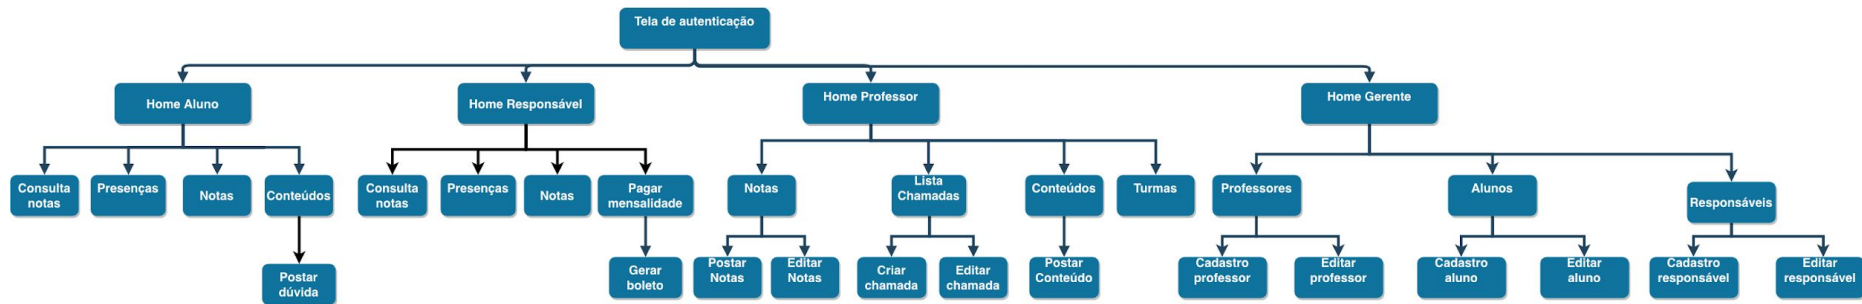 Tela de autenticação
Home Aluno
Home Responsável
Home Professor
Home Gerente
Consulta
notas
Presenças
Notas
Conteúdos
Consulta
notas
Presenças
Notas
Pagar
mensalidade
Notas
Lista
Chamadas
Conteúdos
Turmas
Professores
Alunos
Responsáveis
Postar
dúvida
Gerar
boleto
Postar
Notas
Editar
Notas
Criar
chamada
Editar
chamada
Postar
Conteúdo
Cadastro
professor
Editar
professor
Cadastro
aluno
Editar
aluno
Cadastro
responsável
Editar
responsável